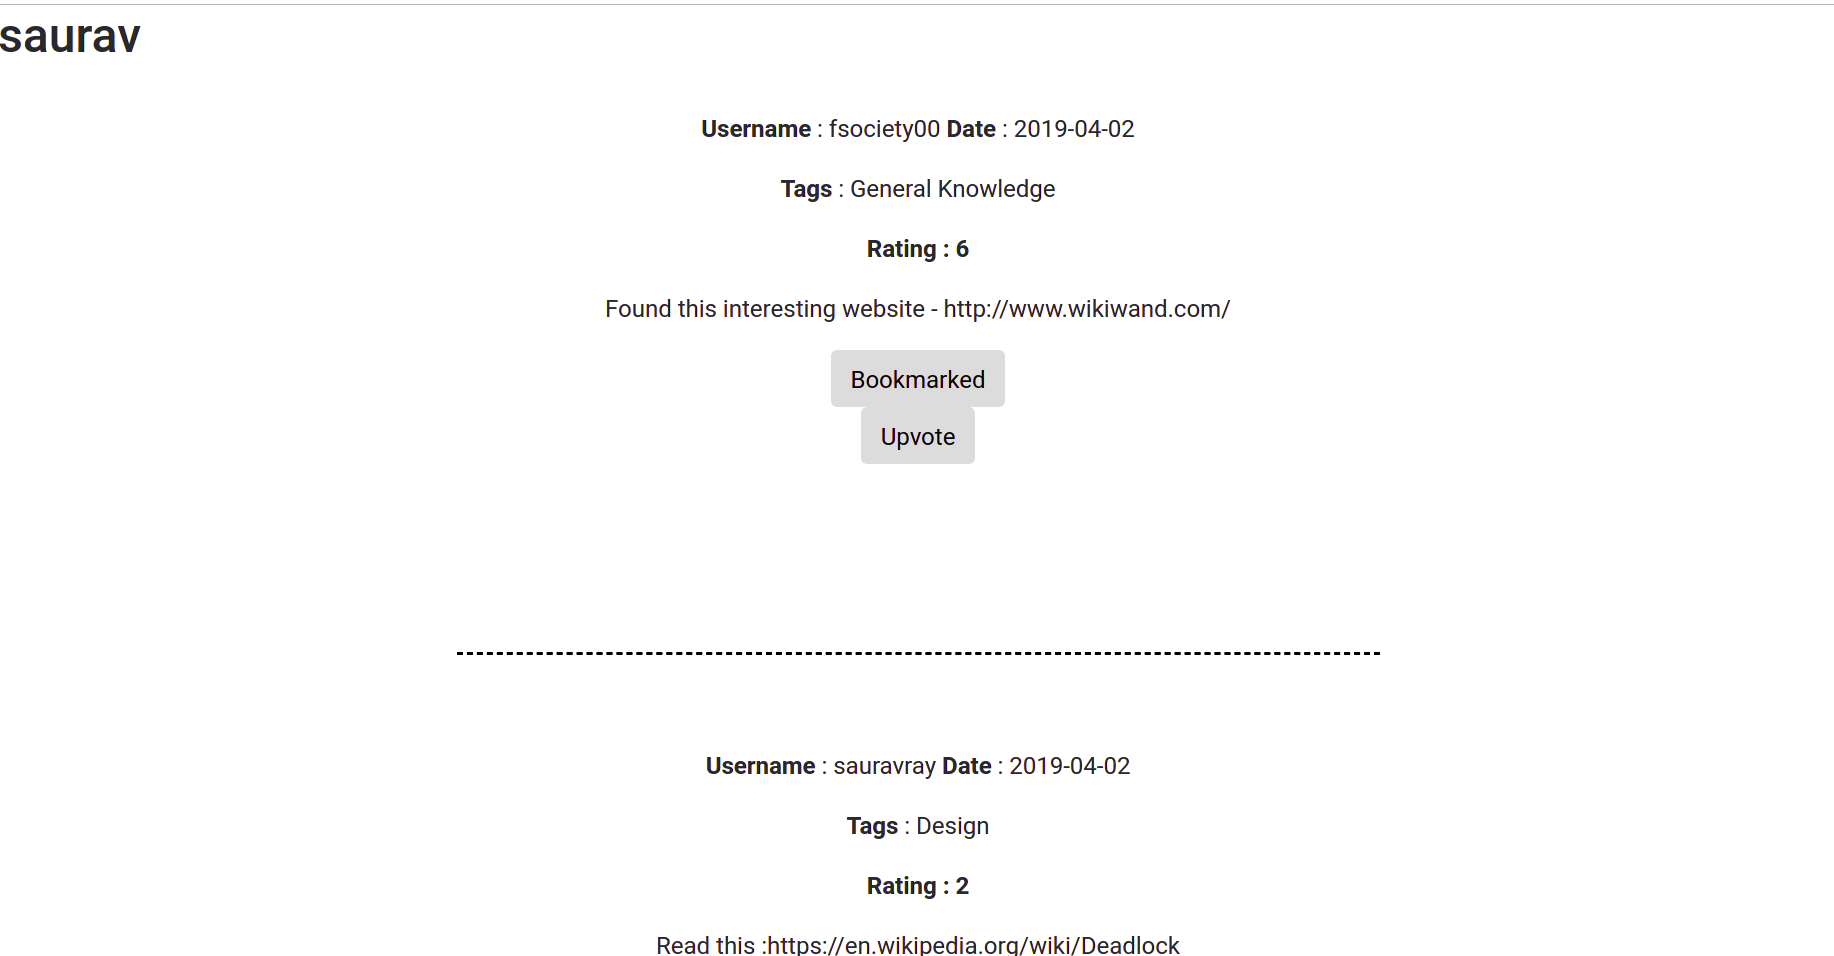 saurav
Username : fsociety00 Date : 2019-04-02
Tags : General Knowledge
Rating : 6
Found this interesting website - http://www.wikiwand.com/
Bookmarked
Upvote
Username : sauravray Date : 2019-04-02
Tags : Design
Rating : 2
Read this :https://en.wikipedia.org/wiki/Deadlock